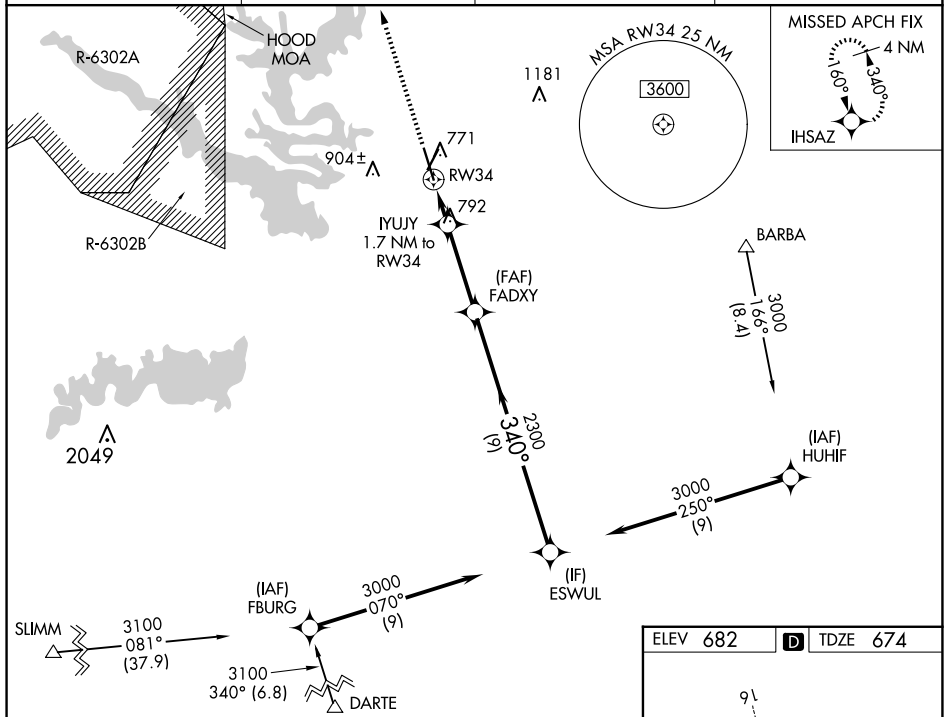 R-6302A
HOOD
MOA
R-6302B
1181
MSA RW34 25 NM
3600
MISSED APCH FIX
4 NM
160°
340°
IHSAZ
904±
771
RW34
792
IYUJY
1.7 NM to
RW34
(FAF)
FADXY
BARBA
3000
166°
(8.4)
2049
2300
340°
(9)
(IAF)
HUHIF
3000
250°
(9)
(IF)
ESWUL
(IAF)
FBURG
3000
070°
(9)
SLIMM
3100
081°
(37.9)
3100
340° (6.8)
DARTE
ELEV 682 D TDZE 674
16